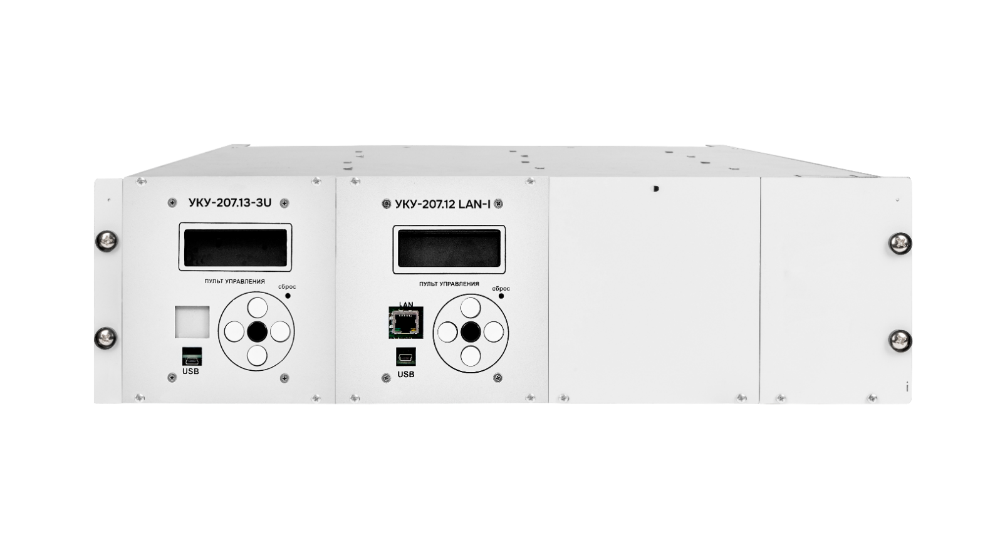 УКУ-207.13-3U
ПУЛЬТ УПРАВЛЕНИЯ
сброс
USB
УКУ-207.12 LAN-I
ПУЛЬТ УПРАВЛЕНИЯ
сброс
LAN
USB